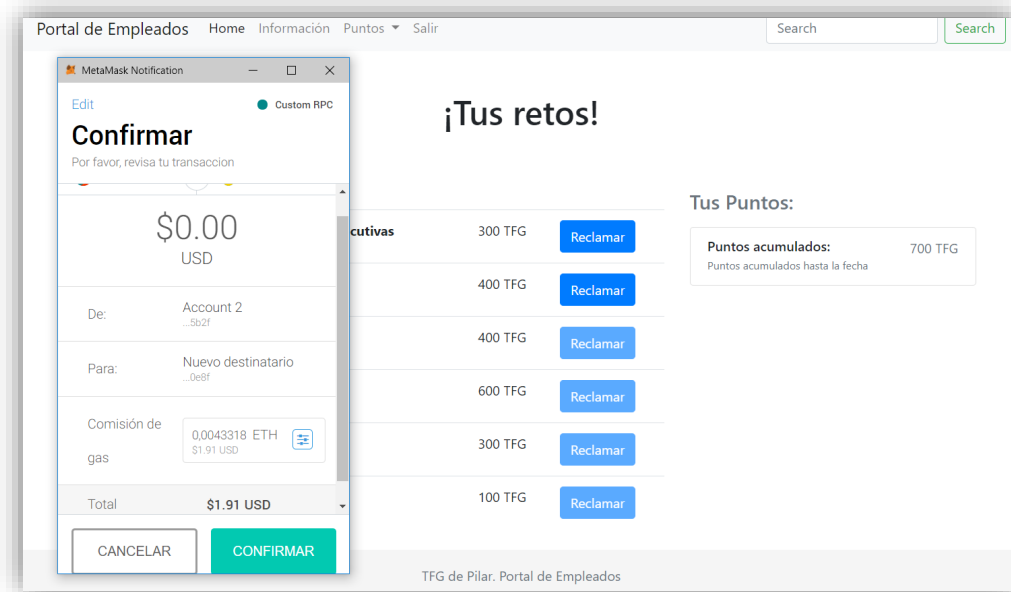 Portal de Empleados Home Información Puntos Salir Search Search
MetaMask Notification
Edit Custom RPC
Confirmar
Por favor, revisa tu transaccion
$0.00
USD
De: Account 2
...5b2f
Para: Nuevo destinatario
...0e8f
Comisión de gas
0,0043318 ETH
$1.91 USD
Total $1.91 USD
CANCELAR CONFIRMAR
¡Tus retos!
cutivas 300 TFG Reclamar
400 TFG Reclamar
400 TFG Reclamar
600 TFG Reclamar
300 TFG Reclamar
100 TFG Reclamar
Tus Puntos:
Puntos acumulados: 700 TFG
Puntos acumulados hasta la fecha
TFG de Pilar. Portal de Empleados